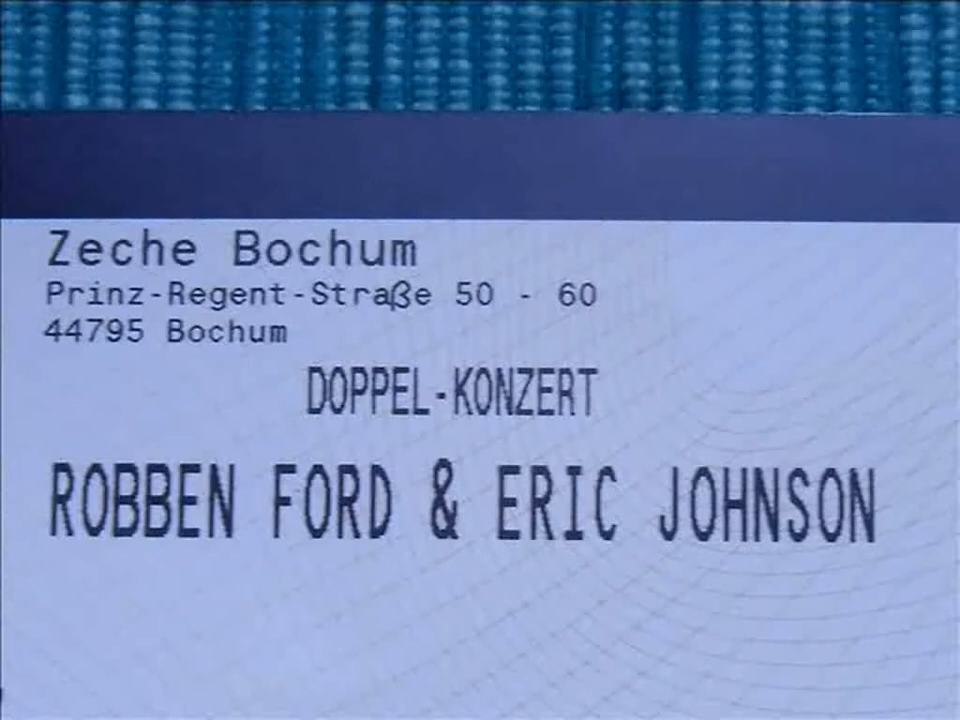 Zeche Bochum
Prinz-Regent-Straße 50 - 60
44795 Bochum
DOPPEL-KONZERT
ROBBEN FORD & ERIC JOHNSON